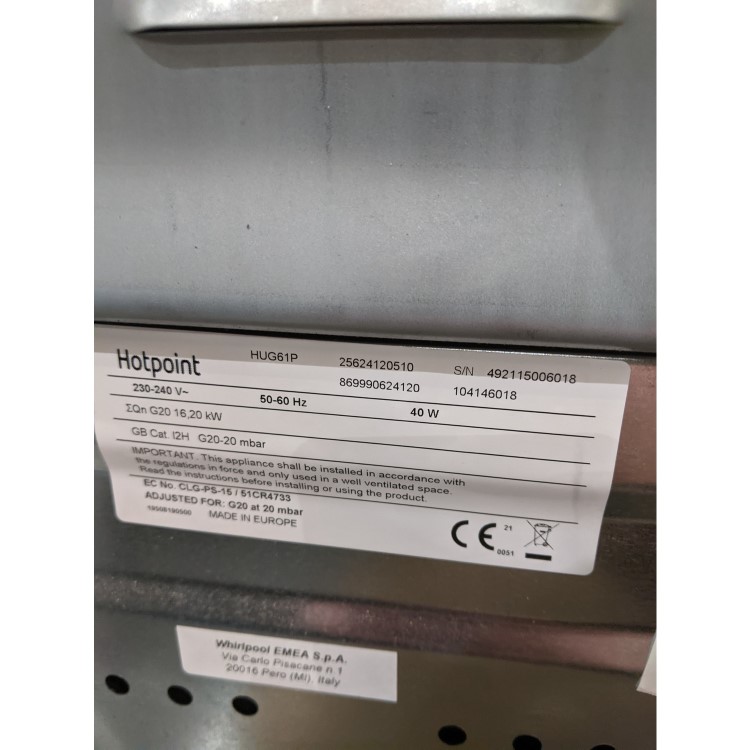 Hotpoint HUG61P 25624120510 S/N 492115006018
869990624120 104146018
230-240 V~ 50-60 Hz 40 W
ΣQn G20 16,20 kW
GB Cat. I2H G20-20 mbar
IMPORTANT. This appliance shall be installed in accordance with
the regulations in force and only used in a well ventilated space.
Read the instructions before installing or using the product.
EC No. CLG-PS-15 / 51CR4733
ADJUSTED FOR: G20 at 20 mbar
MADE IN EUROPE
CE 21
0051
Whirlpool EMEA S.p.A.
Via Carlo Pisacane n.1
20016 Pero (MI), Italy